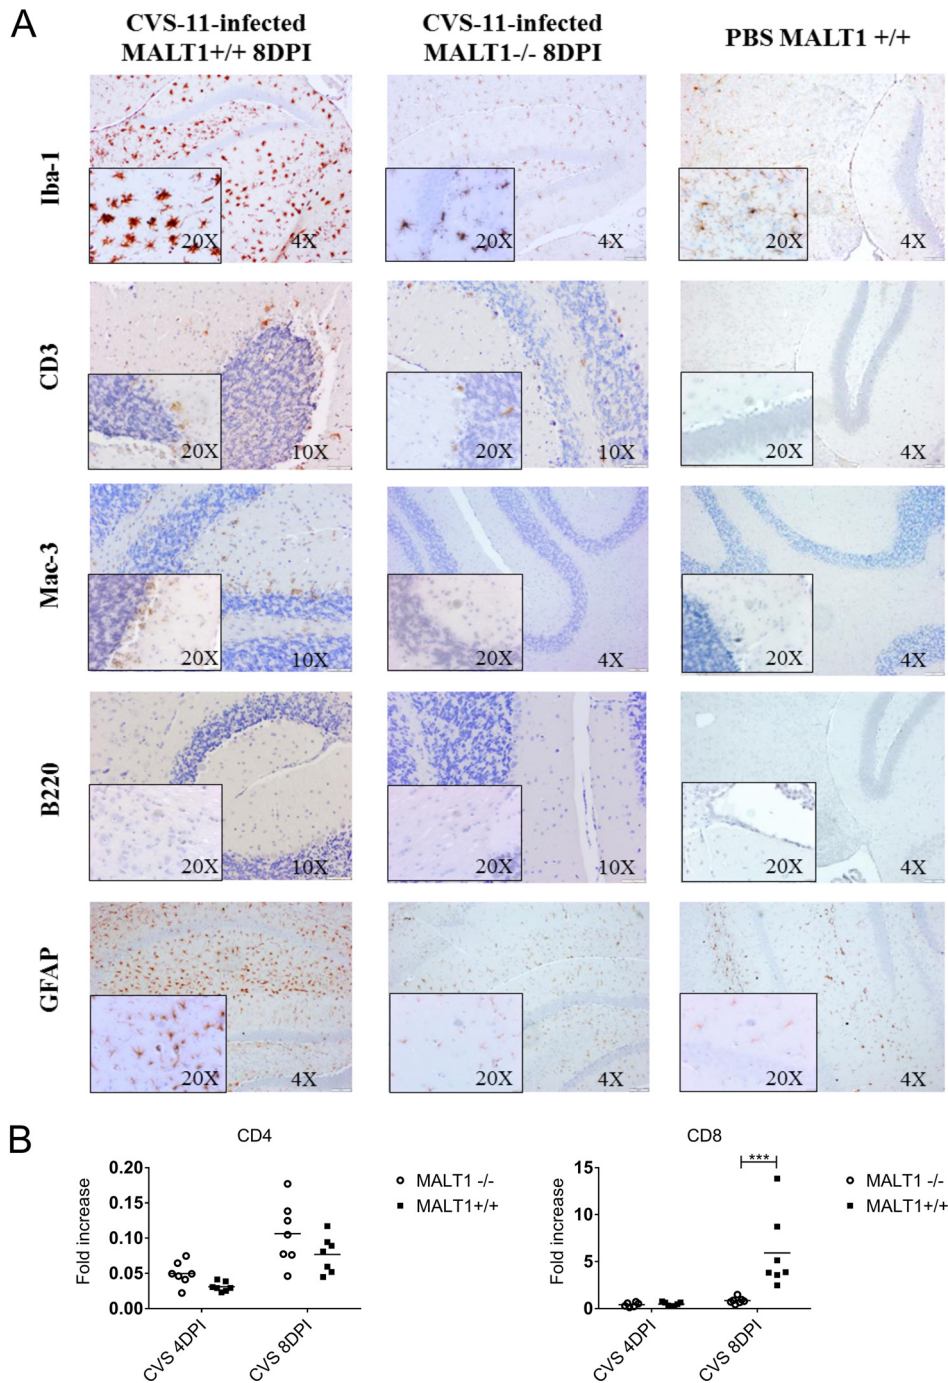 A
CVS-11-infected
MALT1+/+ 8DPI
CVS-11-infected
MALT1-/- 8DPI
PBS MALT1 +/+
Iba-1
20X
4X
20X
4X
20X
4X
CD3
20X
10X
20X
10X
20X
4X
Mac-3
20X
10X
20X
4X
20X
4X
B220
20X
10X
20X
10X
20X
4X
GFAP
20X
4X
20X
4X
20X
4X
B
CD4
Fold increase
0.20
0.15
0.10
0.05
0.00
CVS 4DPI
CVS 8DPI
MALT1 -/-
MALT1+/+
CD8
Fold increase
15
10
5
0
***
CVS 4DPI
CVS 8DPI
MALT1 -/-
MALT1+/+